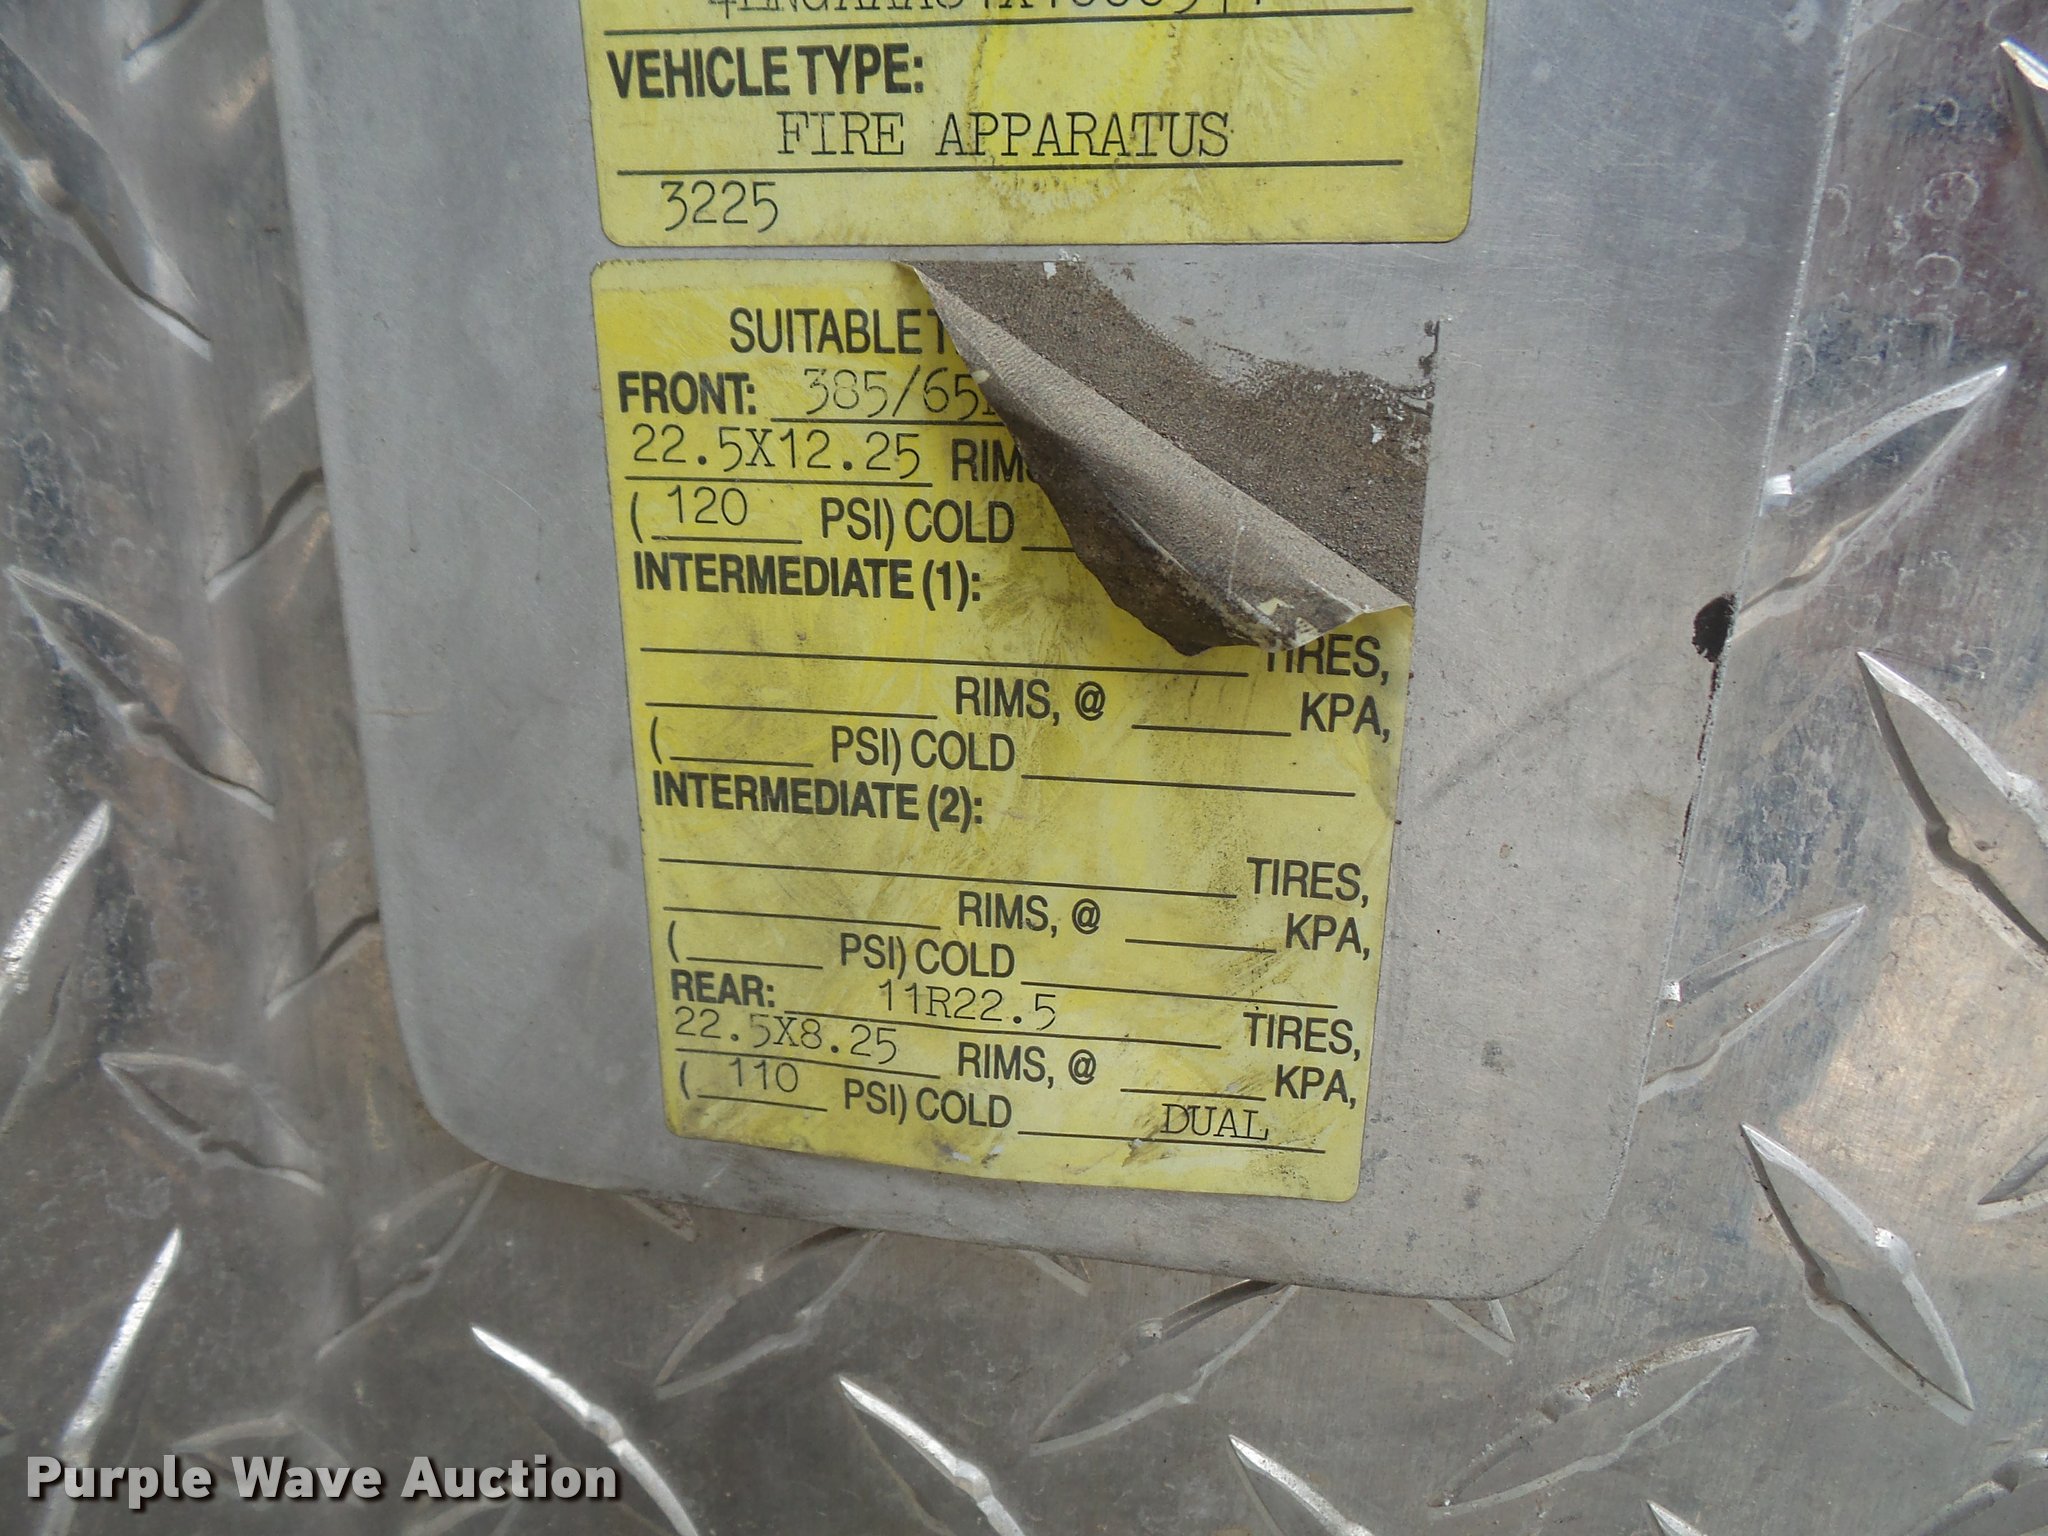 VEHICLE TYPE:
FIRE APPARATUS
3225
SUITABLE
FRONT: 385/65
22.5X12.25 RIMS
(120 PSI) COLD
INTERMEDIATE (1):
TIRES,
RIMS, @ KPA,
( PSI) COLD
INTERMEDIATE (2):
TIRES,
RIMS, @ KPA,
( PSI) COLD
REAR: 11R22.5 TIRES,
22.5X8.25 RIMS, @ KPA,
(110 PSI) COLD DUAL
Purple Wave Auction